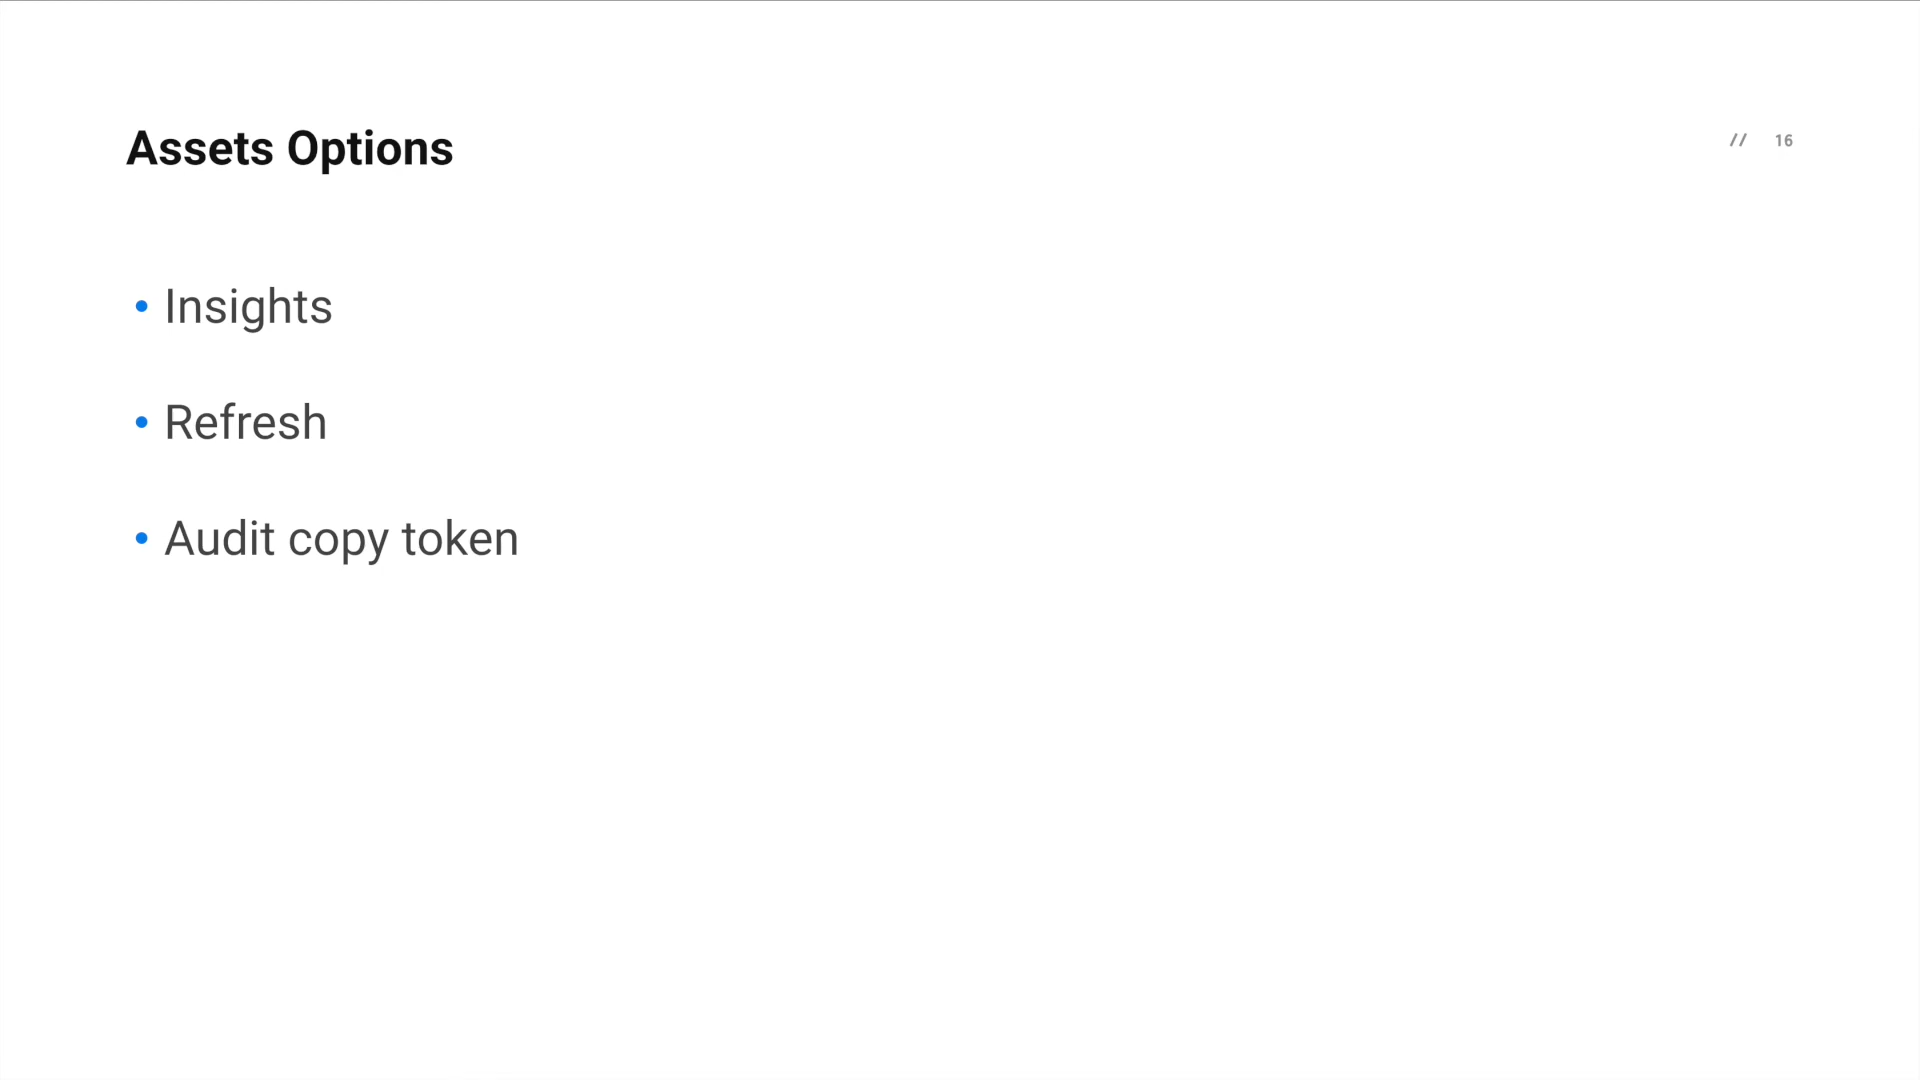 Assets Options
// 16
• Insights
• Refresh
• Audit copy token